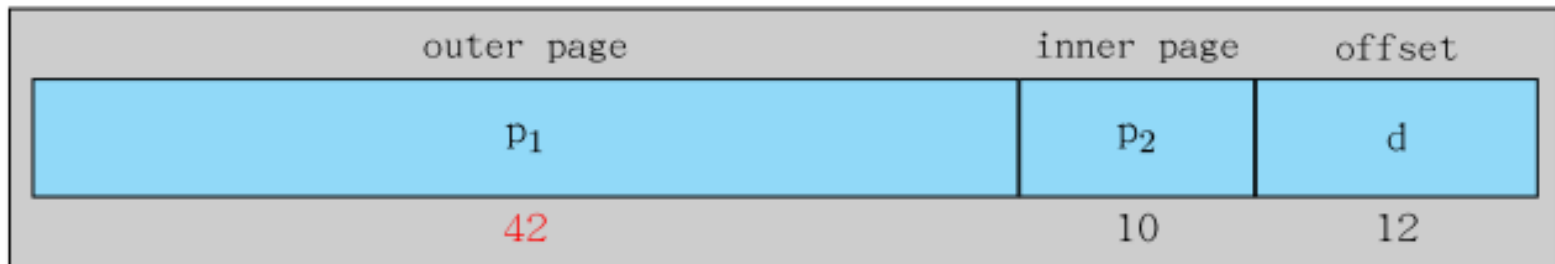 outer page inner page offset
p₁ p₂ d
42 10 12